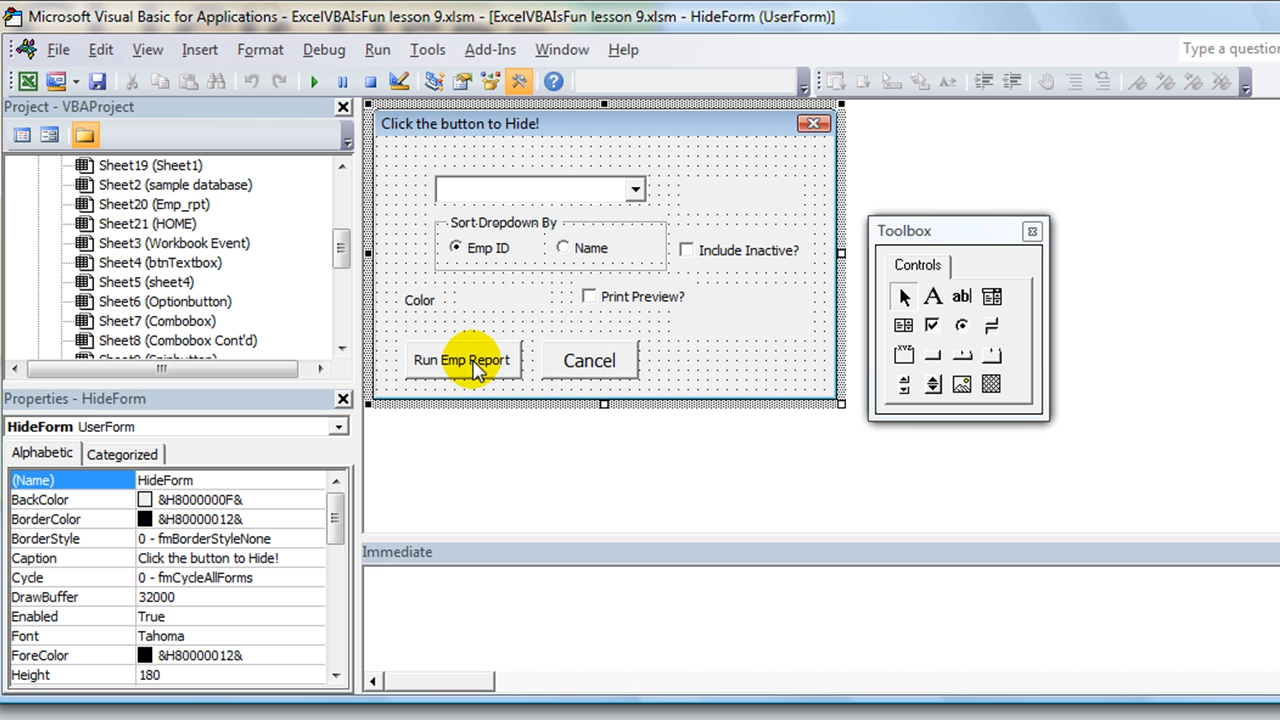 Microsoft Visual Basic for Applications - ExcelVBAIsFun lesson 9.xlsm - [ExcelVBAIsFun lesson 9.xlsm - HideForm (UserForm)]
File Edit View Insert Format Debug Run Tools Add-Ins Window Help Type a question
Project - VBAProject
Sheet19 (Sheet1)
Sheet2 (sample database)
Sheet20 (Emp_rpt)
Sheet21 (HOME)
Sheet3 (Workbook Event)
Sheet4 (btnTextbox)
Sheet5 (sheet4)
Sheet6 (Optionbutton)
Sheet7 (Combobox)
Sheet8 (Combobox Cont'd)
Sheet9 (Spinbutton)
Properties - HideForm
HideForm UserForm
Alphabetic Categorized
(Name) HideForm
BackColor &H8000000F&
BorderColor &H80000012&
BorderStyle 0 - fmBorderStyleNone
Caption Click the button to Hide!
Cycle 0 - fmCycleAllForms
DrawBuffer 32000
Enabled True
Font Tahoma
ForeColor &H80000012&
Height 180
Click the button to Hide!
Sort Dropdown By
Emp ID Name Include Inactive?
Color Print Preview?
Run Emp Report Cancel
Toolbox
Controls
A ab|
Immediate